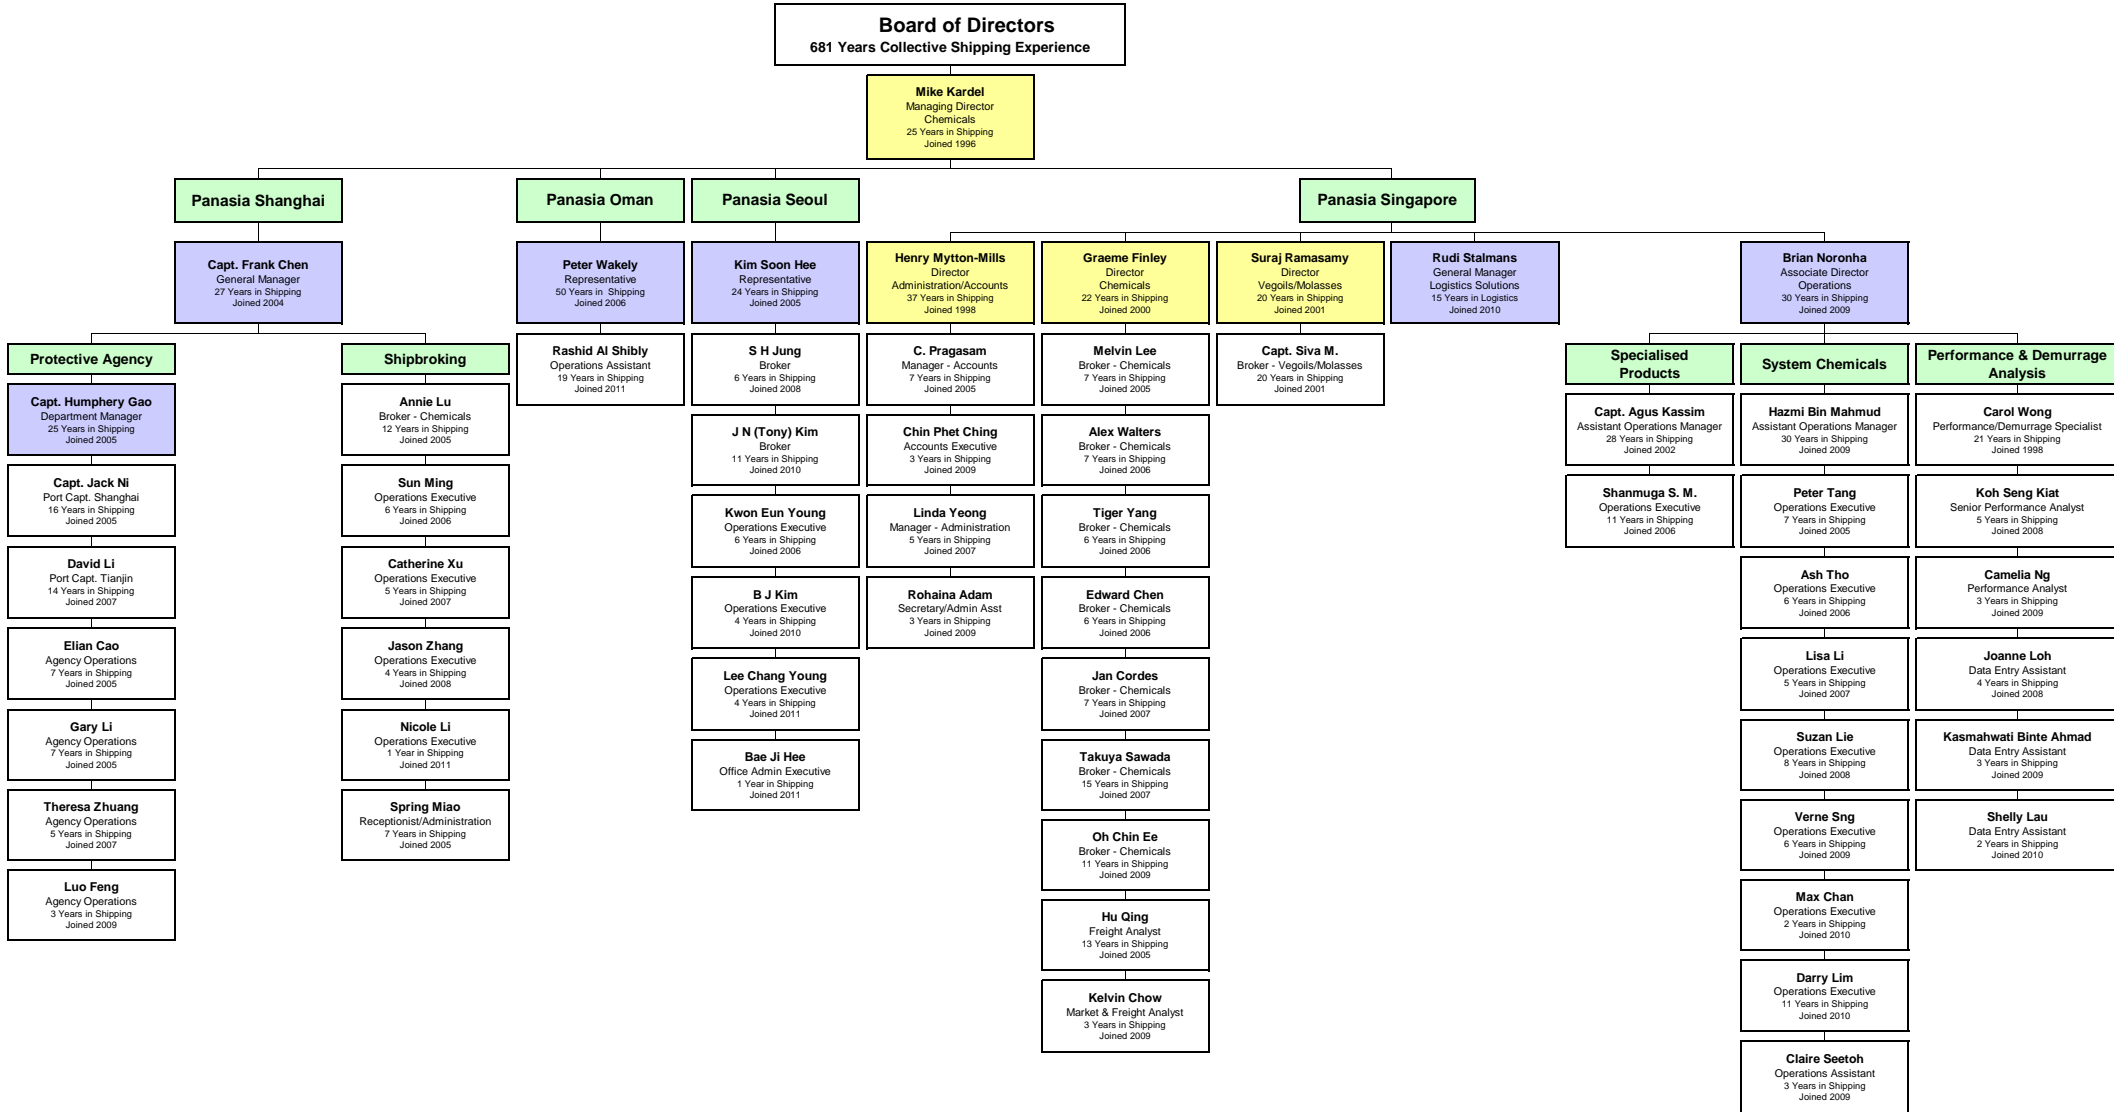 Board of Directors
681 Years Collective Shipping Experience
Mike Kardel
Managing Director
Chemicals
25 Years in Shipping
Joined 1996
Panasia Shanghai
Panasia Oman
Panasia Seoul
Panasia Singapore
Capt. Frank Chen
General Manager
27 Years in Shipping
Joined 2004
Peter Wakely
Representative
50 Years in Shipping
Joined 2006
Kim Soon Hee
Representative
24 Years in Shipping
Joined 2005
Henry Mytton-Mills
Director
Administration/Accounts
37 Years in Shipping
Joined 1998
Graeme Finley
Director
Chemicals
22 Years in Shipping
Joined 2000
Suraj Ramasamy
Director
Vegoils/Molasses
20 Years in Shipping
Joined 2001
Rudi Stalmans
General Manager
Logistics Solutions
15 Years in Logistics
Joined 2010
Brian Noronha
Associate Director
Operations
30 Years in Shipping
Joined 2009
Protective Agency
Capt. Humphery Gao
Department Manager
25 Years in Shipping
Joined 2005
Capt. Jack Ni
Port Capt. Shanghai
16 Years in Shipping
Joined 2005
David Li
Port Capt. Tianjin
14 Years in Shipping
Joined 2007
Elian Cao
Agency Operations
7 Years in Shipping
Joined 2005
Gary Li
Agency Operations
7 Years in Shipping
Joined 2005
Theresa Zhuang
Agency Operations
5 Years in Shipping
Joined 2007
Luo Feng
Agency Operations
3 Years in Shipping
Joined 2009
Shipbroking
Annie Lu
Broker - Chemicals
12 Years in Shipping
Joined 2005
Sun Ming
Operations Executive
6 Years in Shipping
Joined 2006
Catherine Xu
Operations Executive
5 Years in Shipping
Joined 2007
Jason Zhang
Operations Executive
4 Years in Shipping
Joined 2008
Nicole Li
Operations Executive
1 Year in Shipping
Joined 2011
Spring Miao
Receptionist/Administration
7 Years in Shipping
Joined 2005
Rashid Al Shibly
Operations Assistant
19 Years in Shipping
Joined 2011
S H Jung
Broker
6 Years in Shipping
Joined 2008
J N (Tony) Kim
Broker
11 Years in Shipping
Joined 2010
Kwon Eun Young
Operations Executive
6 Years in Shipping
Joined 2006
B J Kim
Operations Executive
4 Years in Shipping
Joined 2010
Lee Chang Young
Operations Executive
4 Years in Shipping
Joined 2011
Bae Ji Hee
Office Admin Executive
1 Year in Shipping
Joined 2011
C. Pragasam
Manager - Accounts
7 Years in Shipping
Joined 2005
Chin Phet Ching
Accounts Executive
3 Years in Shipping
Joined 2009
Linda Yeong
Manager - Administration
5 Years in Shipping
Joined 2007
Rohaina Adam
Secretary/Admin Asst
3 Years in Shipping
Joined 2009
Melvin Lee
Broker - Chemicals
7 Years in Shipping
Joined 2005
Alex Walters
Broker - Chemicals
7 Years in Shipping
Joined 2006
Tiger Yang
Broker - Chemicals
6 Years in Shipping
Joined 2006
Edward Chen
Broker - Chemicals
6 Years in Shipping
Joined 2006
Jan Cordes
Broker - Chemicals
7 Years in Shipping
Joined 2007
Takuya Sawada
Broker - Chemicals
15 Years in Shipping
Joined 2007
Oh Chin Ee
Broker - Chemicals
11 Years in Shipping
Joined 2009
Hu Qing
Freight Analyst
13 Years in Shipping
Joined 2005
Kelvin Chow
Market & Freight Analyst
3 Years in Shipping
Joined 2009
Capt. Siva M.
Broker - Vegoils/Molasses
20 Years in Shipping
Joined 2001
Specialised
Products
Capt. Agus Kassim
Assistant Operations Manager
28 Years in Shipping
Joined 2002
Shanmuga S. M.
Operations Executive
11 Years in Shipping
Joined 2006
System Chemicals
Hazmi Bin Mahmud
Assistant Operations Manager
30 Years in Shipping
Joined 2009
Peter Tang
Operations Executive
7 Years in Shipping
Joined 2005
Ash Tho
Operations Executive
6 Years in Shipping
Joined 2006
Lisa Li
Operations Executive
5 Years in Shipping
Joined 2007
Suzan Lie
Operations Executive
8 Years in Shipping
Joined 2008
Verne Sng
Operations Executive
6 Years in Shipping
Joined 2009
Max Chan
Operations Executive
2 Years in Shipping
Joined 2010
Darry Lim
Operations Executive
11 Years in Shipping
Joined 2010
Claire Seetoh
Operations Assistant
3 Years in Shipping
Joined 2009
Performance & Demurrage
Analysis
Carol Wong
Performance/Demurrage Specialist
21 Years in Shipping
Joined 1998
Koh Seng Kiat
Senior Performance Analyst
5 Years in Shipping
Joined 2008
Camelia Ng
Performance Analyst
3 Years in Shipping
Joined 2009
Joanne Loh
Data Entry Assistant
4 Years in Shipping
Joined 2008
Kasmahwati Binte Ahmad
Data Entry Assistant
3 Years in Shipping
Joined 2009
Shelly Lau
Data Entry Assistant
2 Years in Shipping
Joined 2010